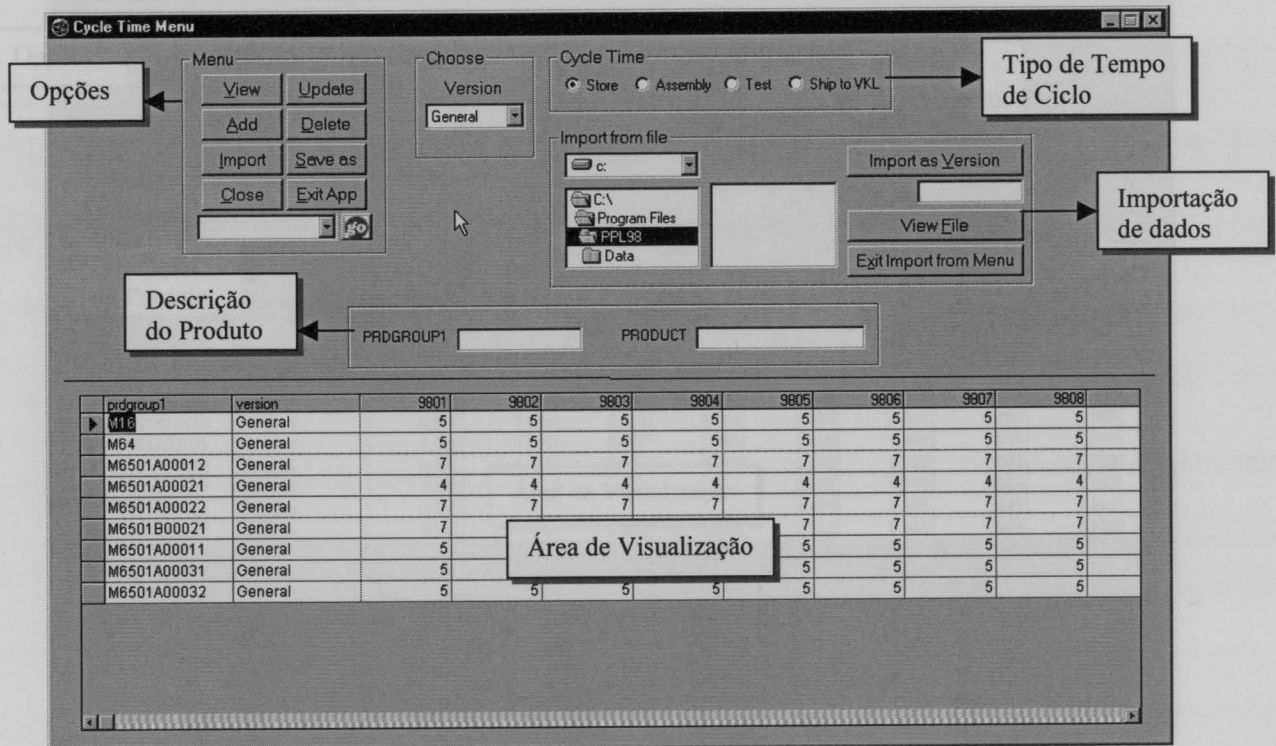 Cycle Time Menu
Opções
Menu
View Update
Add Delete
Import Save as
Close Exit App
go
Choose
Version
General
Cycle Time
Store Assembly Test Ship to VKL
Tipo de Tempo
de Ciclo
Import from file
c:
C:\
Program Files
PPL98
Data
Import as Version
View File
Exit Import from Menu
Importação
de dados
Descrição
do Produto
PRDGROUP1 PRODUCT
prdgroup1 version 9801 9802 9803 9804 9805 9806 9807 9808
M16 General 5 5 5 5 5 5 5 5
M64 General 5 5 5 5 5 5 5 5
M6501A00012 General 7 7 7 7 7 7 7 7
M6501A00021 General 4 4 4 4 4 4 4 4
M6501A00022 General 7 7 7 7 7 7 7 7
M6501B00021 General 7 7 7 7 7
M6501A00011 General 5 5 5 5 5
M6501A00031 General 5 5 5 5 5
M6501A00032 General 5 5 5 5 5 5 5 5
Área de Visualização